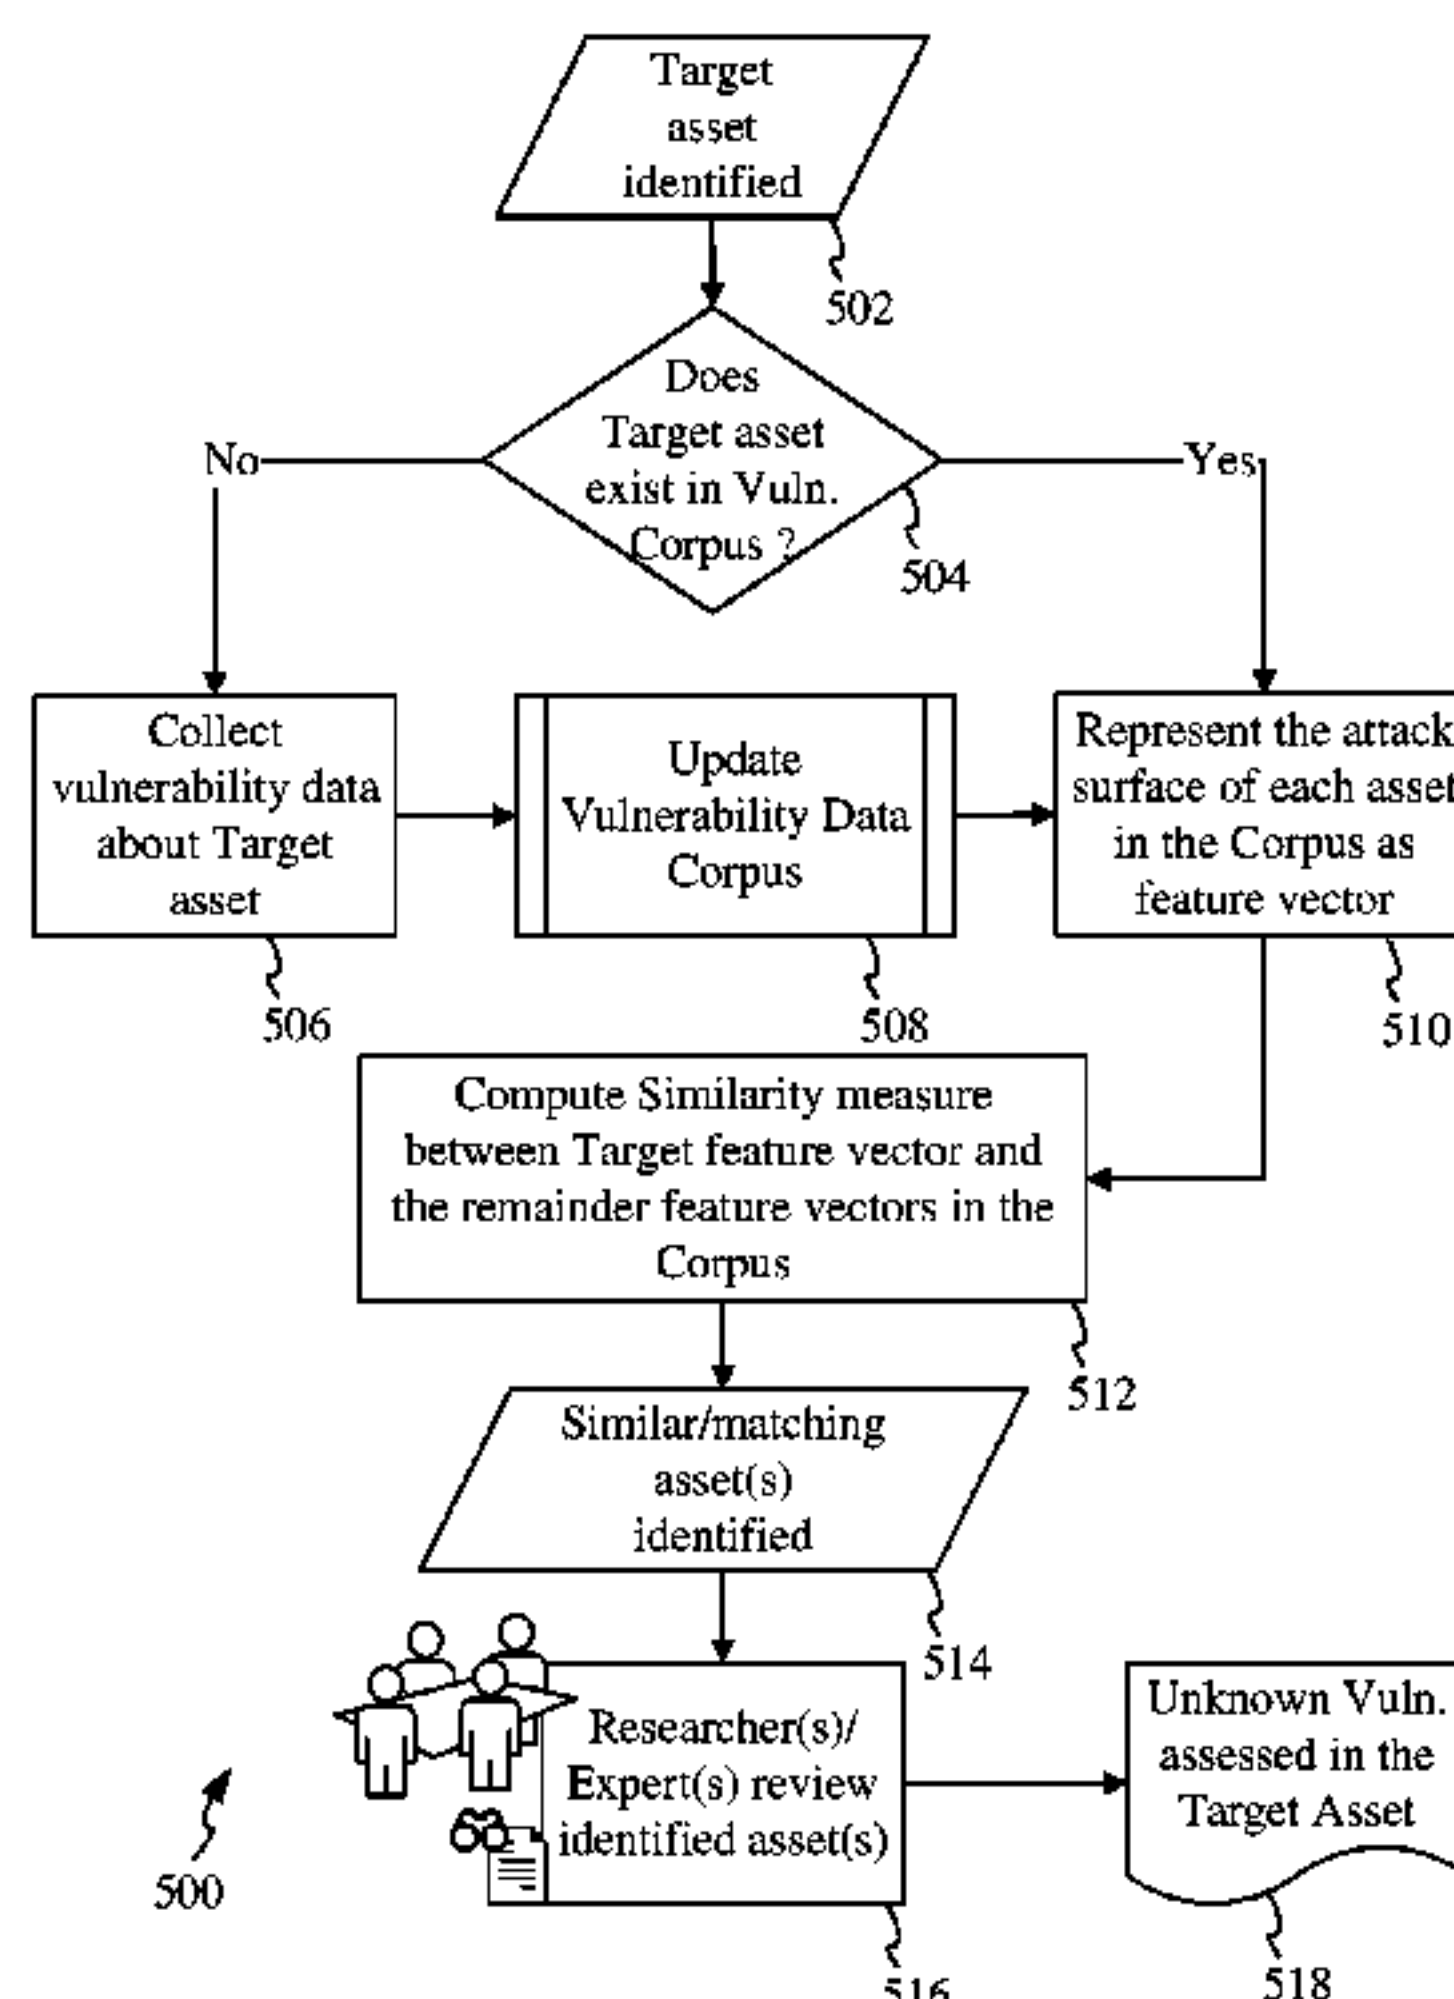 Target
asset
identified
502
Does
Target asset
exist in Vuln.
Corpus ?
504
No
Yes
Collect
vulnerability data
about Target
asset
506
Update
Vulnerability Data
Corpus
508
Represent the attack
surface of each asset
in the Corpus as
feature vector
510
Compute Similarity measure
between Target feature vector and
the remainder feature vectors in the
Corpus
512
Similar/matching
asset(s)
identified
514
Researcher(s)/
Expert(s) review
identified asset(s)
516
Unknown Vuln.
assessed in the
Target Asset
518
500